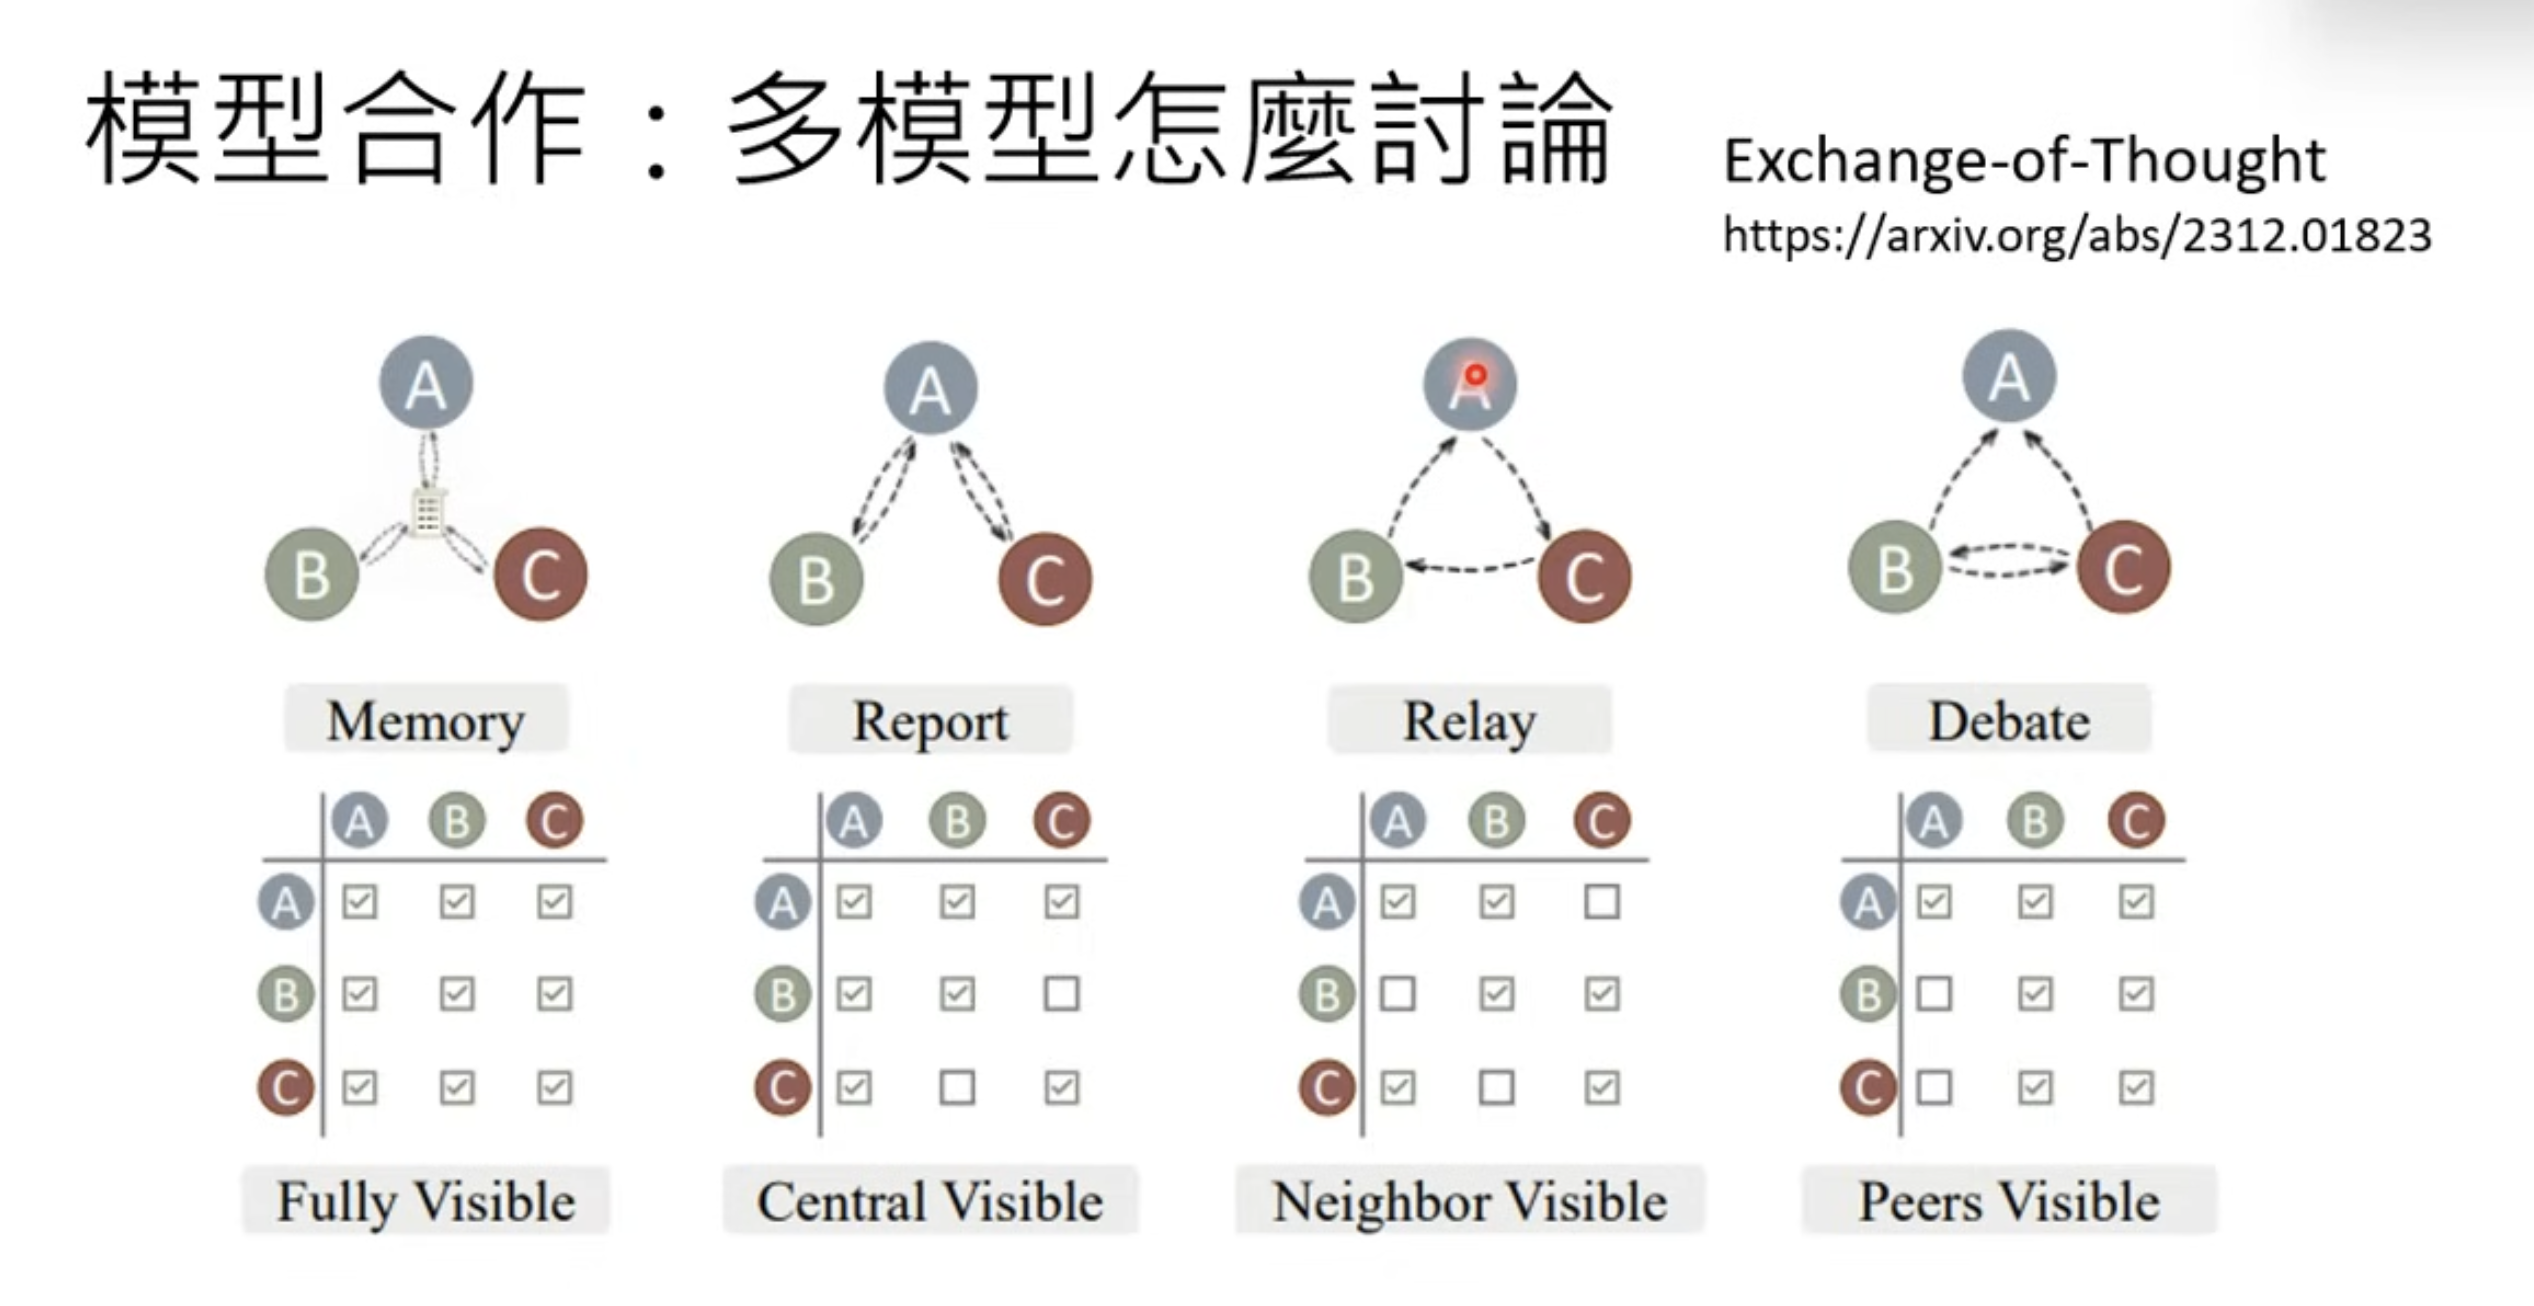 模型合作：多模型怎麼討論
Exchange-of-Thought
https://arxiv.org/abs/2312.01823
A
B C
A
B C
A
B C
A
B C
Memory Report Relay Debate
A B C A B C A B C A B C
A A A A
B B B B
C C C C
Fully Visible Central Visible Neighbor Visible Peers Visible